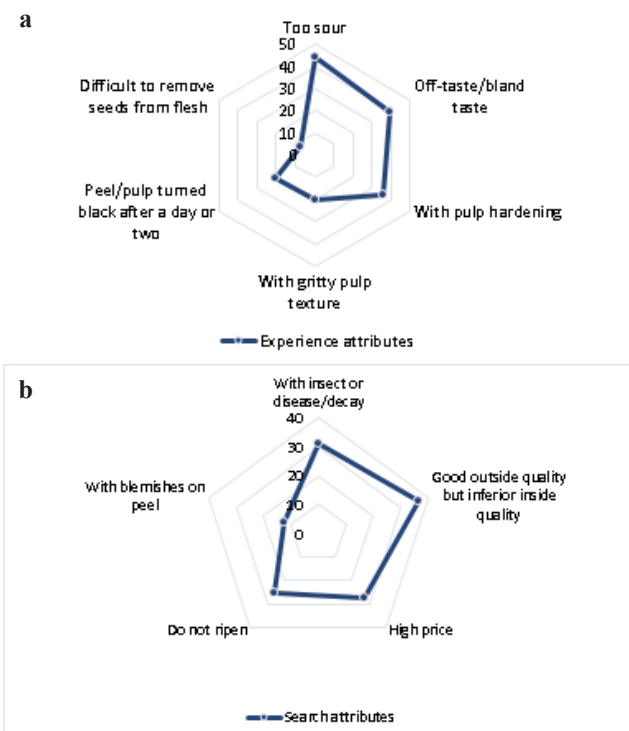 a
Too sour
50
40
30
20
10
0
Off-taste/bland
taste
With pulp hardening
With gritty pulp
texture
Peel/pulp turned
black after a day or
two
Difficult to remove
seeds from flesh
Experience attributes
b
With insect or
disease/decay
40
30
20
10
0
Good outside quality
but inferior inside
quality
High price
Do not ripen
With blemishes on
peel
Search attributes